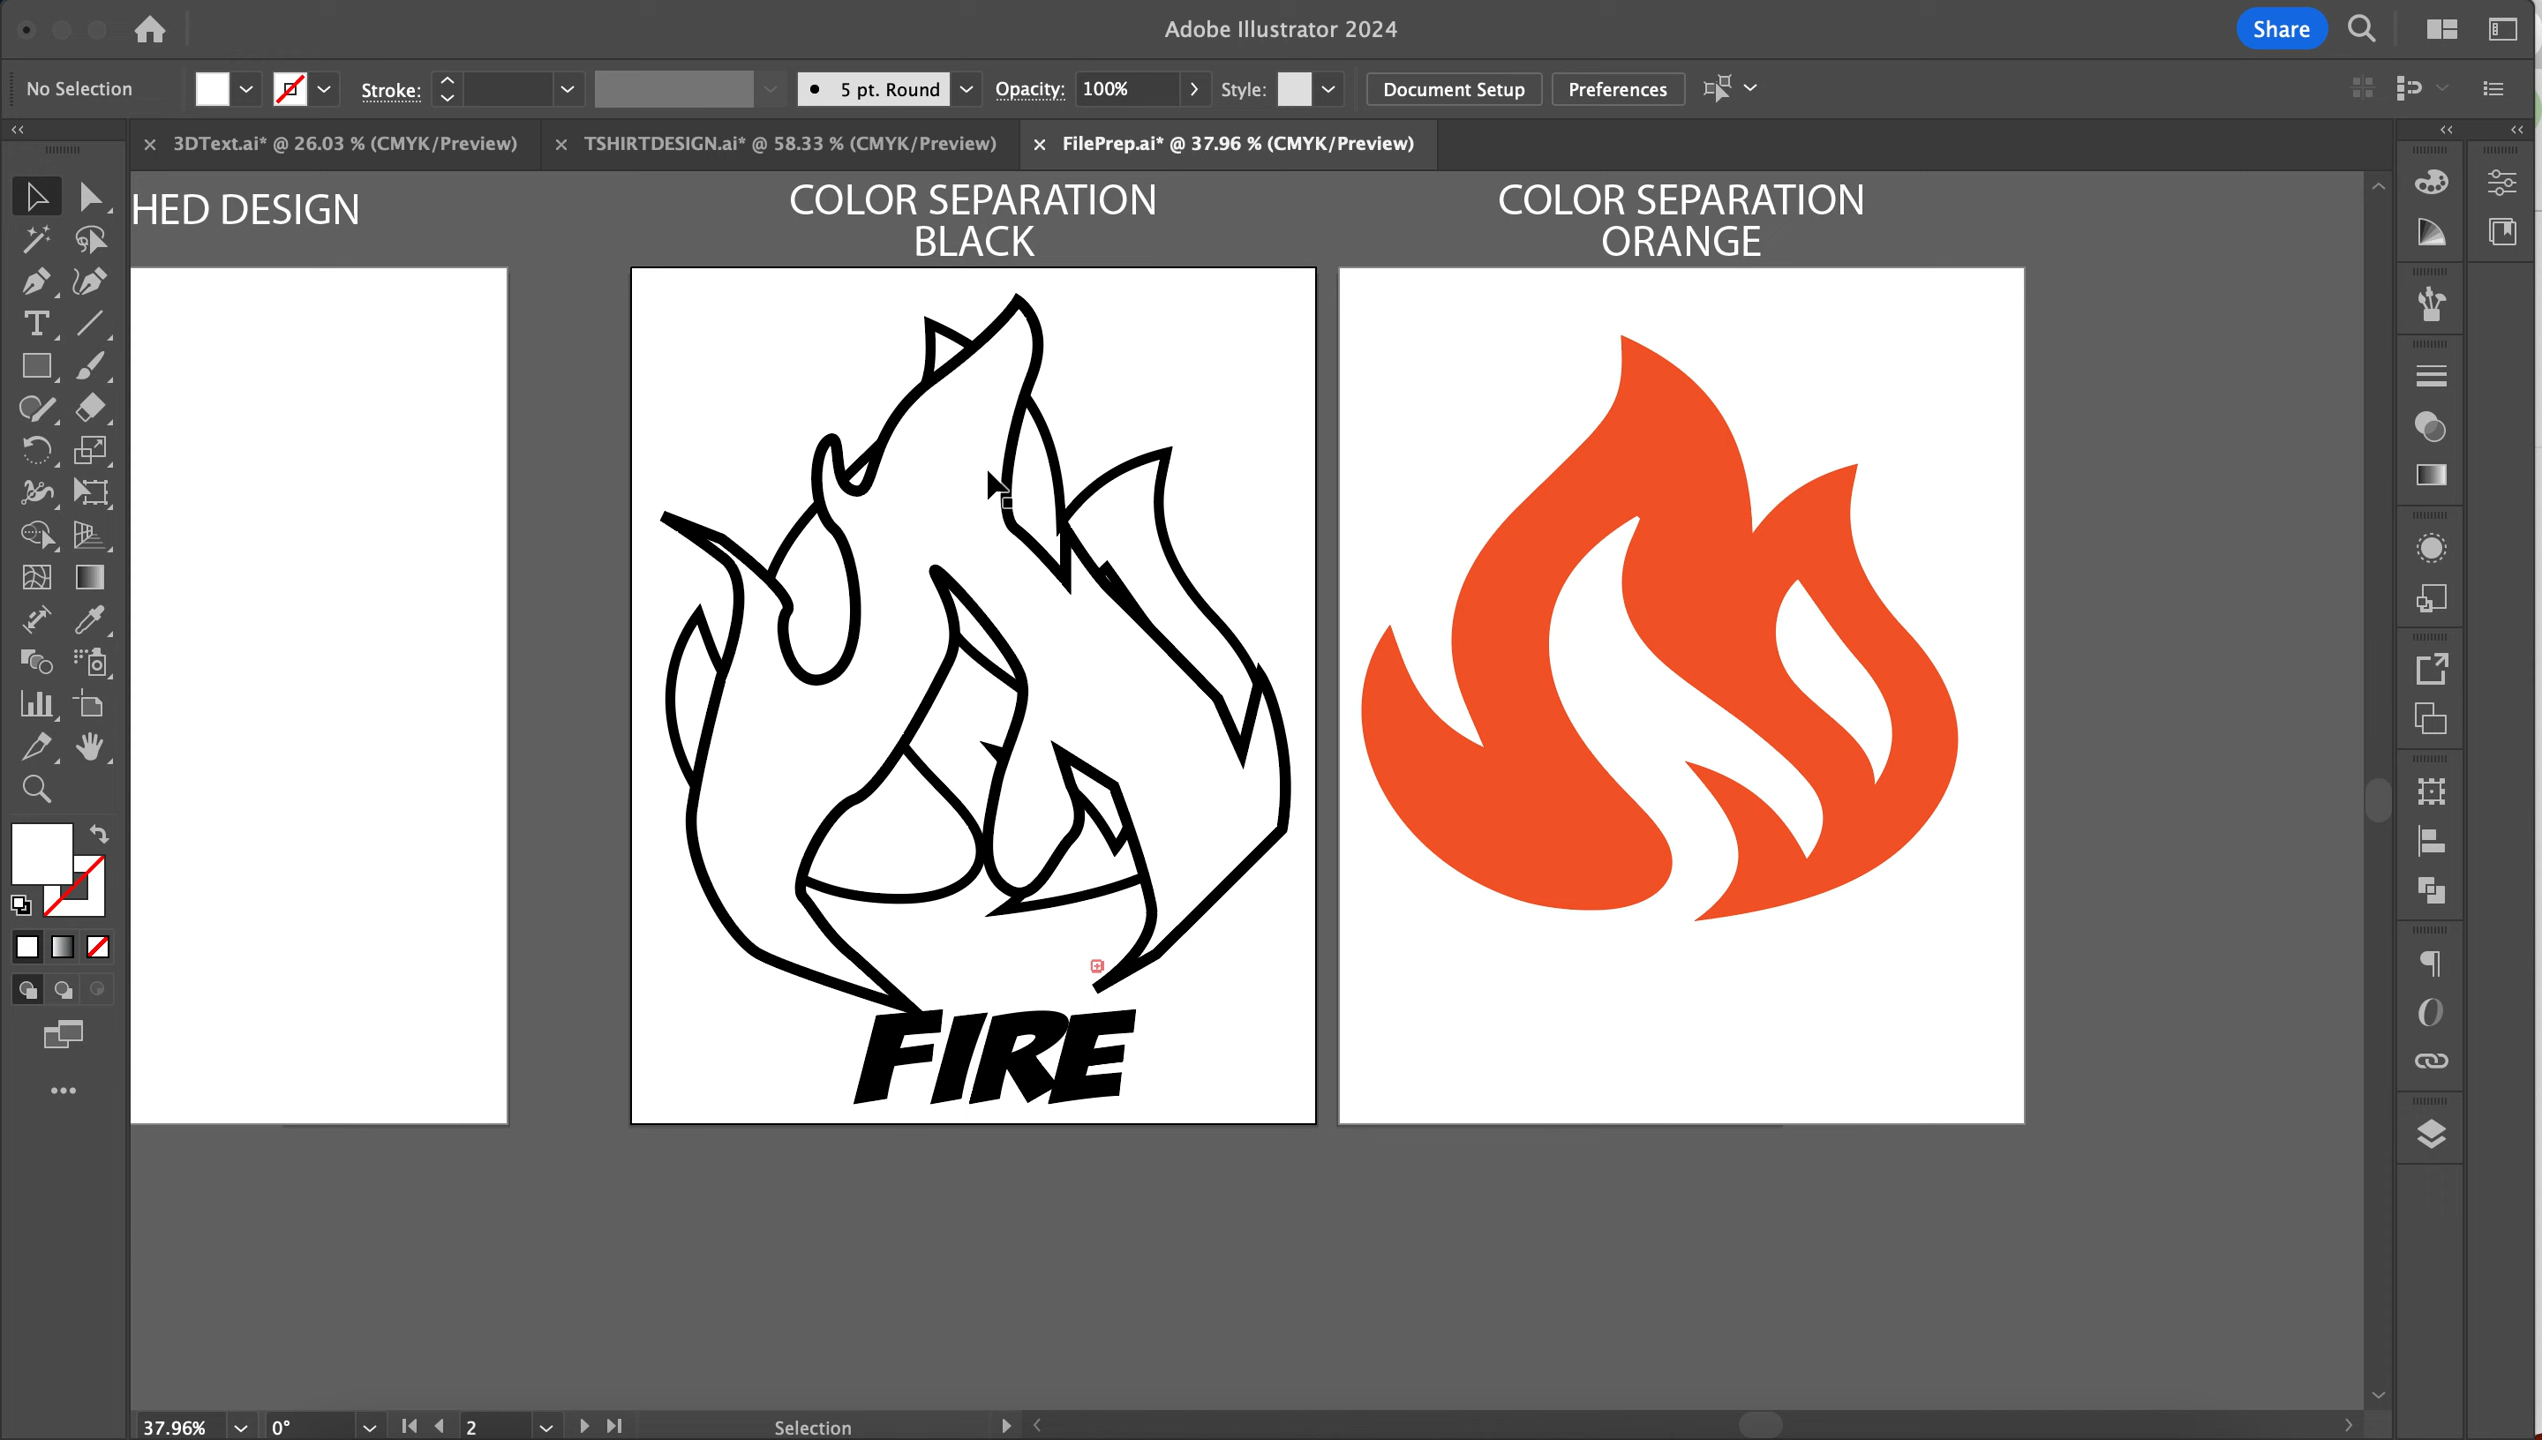 Adobe Illustrator 2024
Share
No Selection
Stroke:
5 pt. Round
Opacity:
100%
Style:
Document Setup
Preferences
3DText.ai* @ 26.03 % (CMYK/Preview)
TSHIRTDESIGN.ai* @ 58.33 % (CMYK/Preview)
FilePrep.ai* @ 37.96 % (CMYK/Preview)
HED DESIGN
COLOR SEPARATION
BLACK
COLOR SEPARATION
ORANGE
FIRE
37.96%
0°
2
Selection